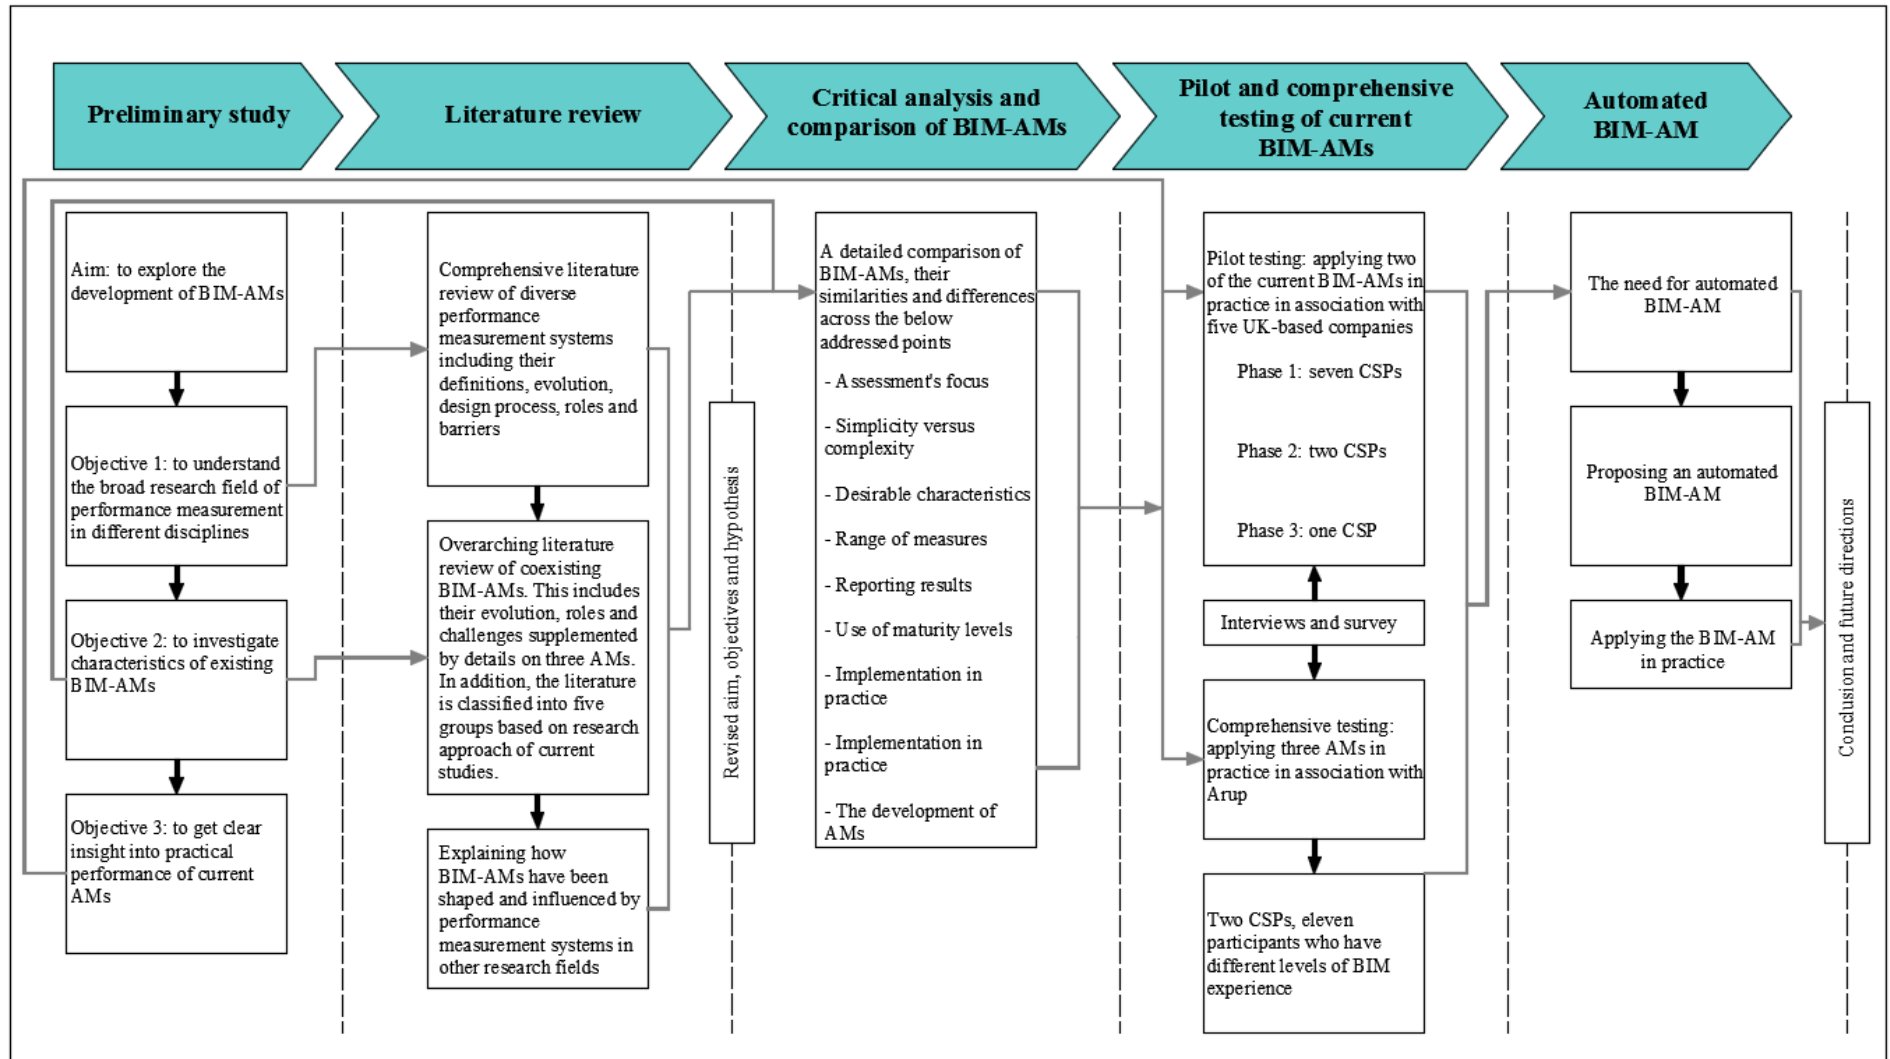 Preliminary study
Literature review
Critical analysis and
comparison of BIM-AMs
Pilot and comprehensive
testing of current
BIM-AMs
Automated
BIM-AM
Aim: to explore the
development of BIM-AMs
Objective 1: to understand
the broad research field of
performance measurement
in different disciplines
Objective 2: to investigate
characteristics of existing
BIM-AMs
Objective 3: to get clear
insight into practical
performance of current
AMs
Comprehensive literature
review of diverse
performance
measurement systems
including their
definitions, evolution,
design process, roles and
barriers
Overarching literature
review of coexisting
BIM-AMs. This includes
their evolution, roles and
challenges supplemented
by details on three AMs.
In addition, the literature
is classified into five
groups based on research
approach of current
studies.
Explaining how
BIM-AMs have been
shaped and influenced by
performance
measurement systems in
other research fields
Revised aim, objectives and hypothesis
A detailed comparison of
BIM-AMs, their
similarities and differences
across the below
addressed points
- Assessment's focus
- Simplicity versus
complexity
- Desirable characteristics
- Range of measures
- Reporting results
- Use of maturity levels
- Implementation in
practice
- Implementation in
practice
- The development of
AMs
Pilot testing: applying two
of the current BIM-AMs in
practice in association with
five UK-based companies
Phase 1: seven CSPs
Phase 2: two CSPs
Phase 3: one CSP
Interviews and survey
Comprehensive testing:
applying three AMs in
practice in association with
Arup
Two CSPs, eleven
participants who have
different levels of BIM
experience
The need for automated
BIM-AM
Proposing an automated
BIM-AM
Applying the BIM-AM
in practice
Conclusion and future directions